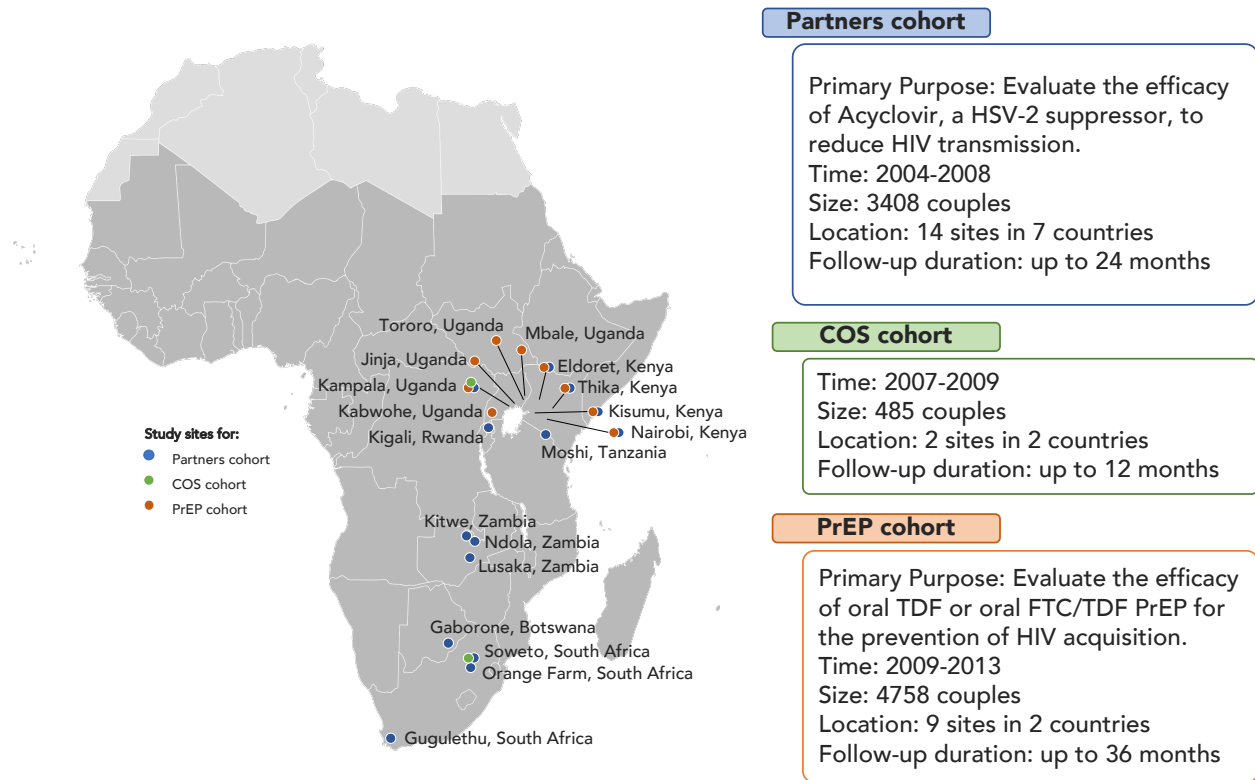 Tororo, Uganda
Mbale, Uganda
Jinja, Uganda
Eldoret, Kenya
Kampala, Uganda
Thika, Kenya
Kabwohe, Uganda
Kisumu, Kenya
Kigali, Rwanda
Nairobi, Kenya
Moshi, Tanzania
Study sites for:
Partners cohort
COS cohort
PrEP cohort
Kitwe, Zambia
Ndola, Zambia
Lusaka, Zambia
Gaborone, Botswana
Soweto, South Africa
Orange Farm, South Africa
Gugulethu, South Africa
Partners cohort
Primary Purpose: Evaluate the efficacy
of Acyclovir, a HSV-2 suppressor, to
reduce HIV transmission.
Time: 2004-2008
Size: 3408 couples
Location: 14 sites in 7 countries
Follow-up duration: up to 24 months
COS cohort
Time: 2007-2009
Size: 485 couples
Location: 2 sites in 2 countries
Follow-up duration: up to 12 months
PrEP cohort
Primary Purpose: Evaluate the efficacy
of oral TDF or oral FTC/TDF PrEP for
the prevention of HIV acquisition.
Time: 2009-2013
Size: 4758 couples
Location: 9 sites in 2 countries
Follow-up duration: up to 36 months